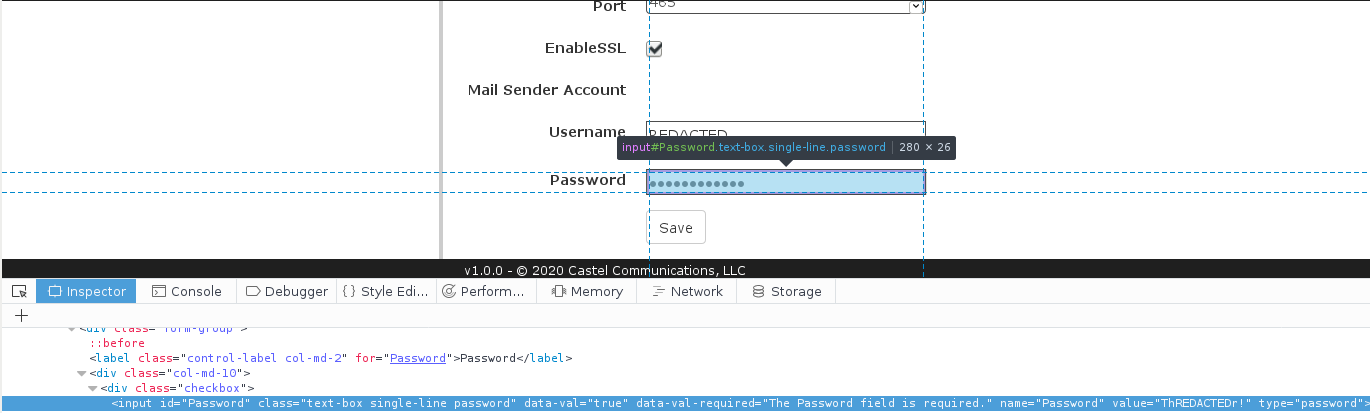 Port 465
EnableSSL
Mail Sender Account
Username REDACTED
input#Password.text-box.single-line.password 280 × 26
Password ●●●●●●●●●●●●
Save
v1.0.0 - © 2020 Castel Communications, LLC
Inspector Console Debugger {} Style Edi... Perform... Memory Network Storage
+
<div class="form-group">
::before
<label class="control-label col-md-2" for="Password">Password</label>
<div class="col-md-10">
<div class="checkbox">
<input id="Password" class="text-box single-line password" data-val="true" data-val-required="The Password field is required." name="Password" value="ThREDACTEDr!" type="password"